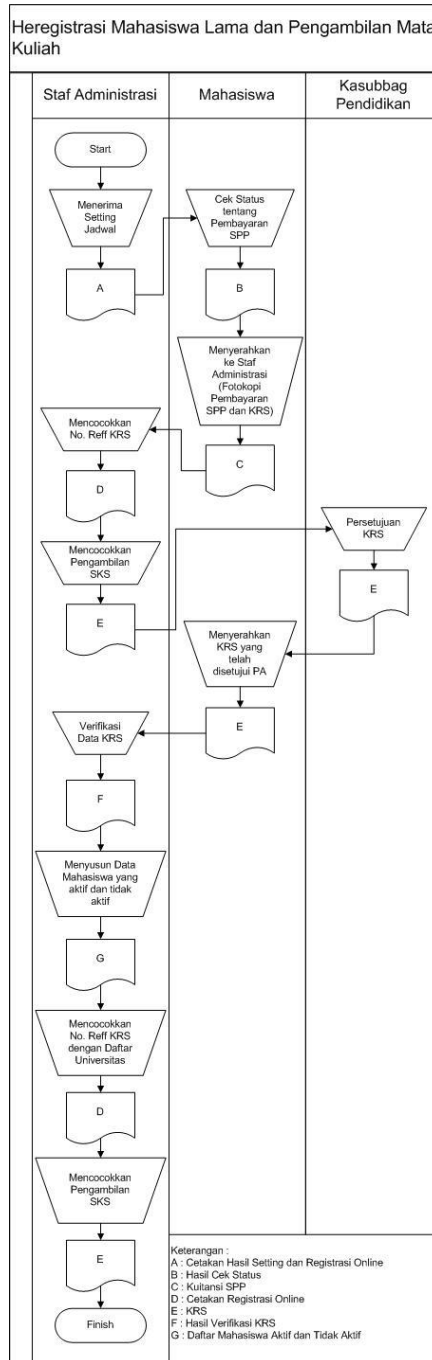 Heregistrasi Mahasiswa Lama dan Pengambilan Mata
Kuliah
Staf Administrasi
Mahasiswa
Kasubbag
Pendidikan
Start
Menerima
Setting
Jadwal
Cek Status
tentang
Pembayaran
SPP
A
B
Menyerahkan
ke Staf
Administrasi
(Fotokopi
Pembayaran
SPP dan KRS)
Mencocokkan
No. Reff KRS
C
D
Persetujuan
KRS
Mencocokkan
Pengambilan
SKS
E
E
Menyerahkan
KRS yang
telah
disetujui PA
Verifikasi
Data KRS
E
F
Menyusun Data
Mahasiswa yang
aktif dan tidak
aktif
G
Mencocokkan
No. Reff KRS
dengan Daftar
Universitas
D
Mencocokkan
Pengambilan
SKS
E
Finish
Keterangan :
A : Cetakan Hasil Setting dan Registrasi Online
B : Hasil Cek Status
C : Kuitansi SPP
D : Cetakan Registrasi Online
E : KRS
F : Hasil Verifikasi KRS
G : Daftar Mahasiswa Aktif dan Tidak Aktif